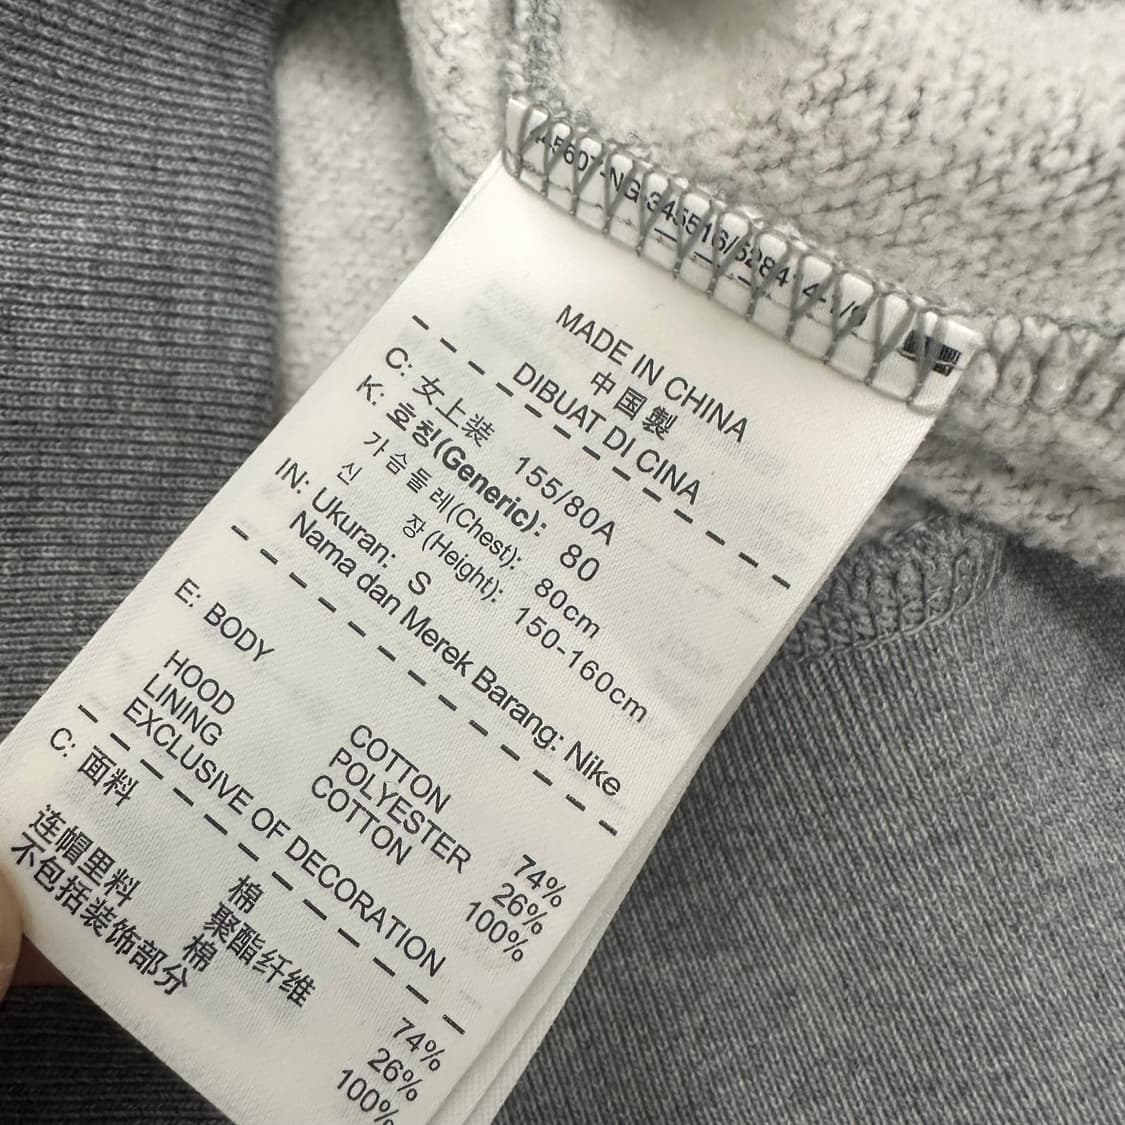 MADE IN CHINA
中国製
DIBUAT DI CINA
C: 女上装 155/80A
K: 호칭(Generic): 80
가슴둘레(Chest): 80cm
신 장(Height): 150-160cm
IN: Ukuran: S
Nama dan Merek Barang: Nike
E: BODY COTTON 74%
POLYESTER 26%
HOOD LINING COTTON 100%
EXCLUSIVE OF DECORATION
C: 面料 棉 74%
聚酯纤维 26%
连帽里料 棉 100%
不包括装饰部分